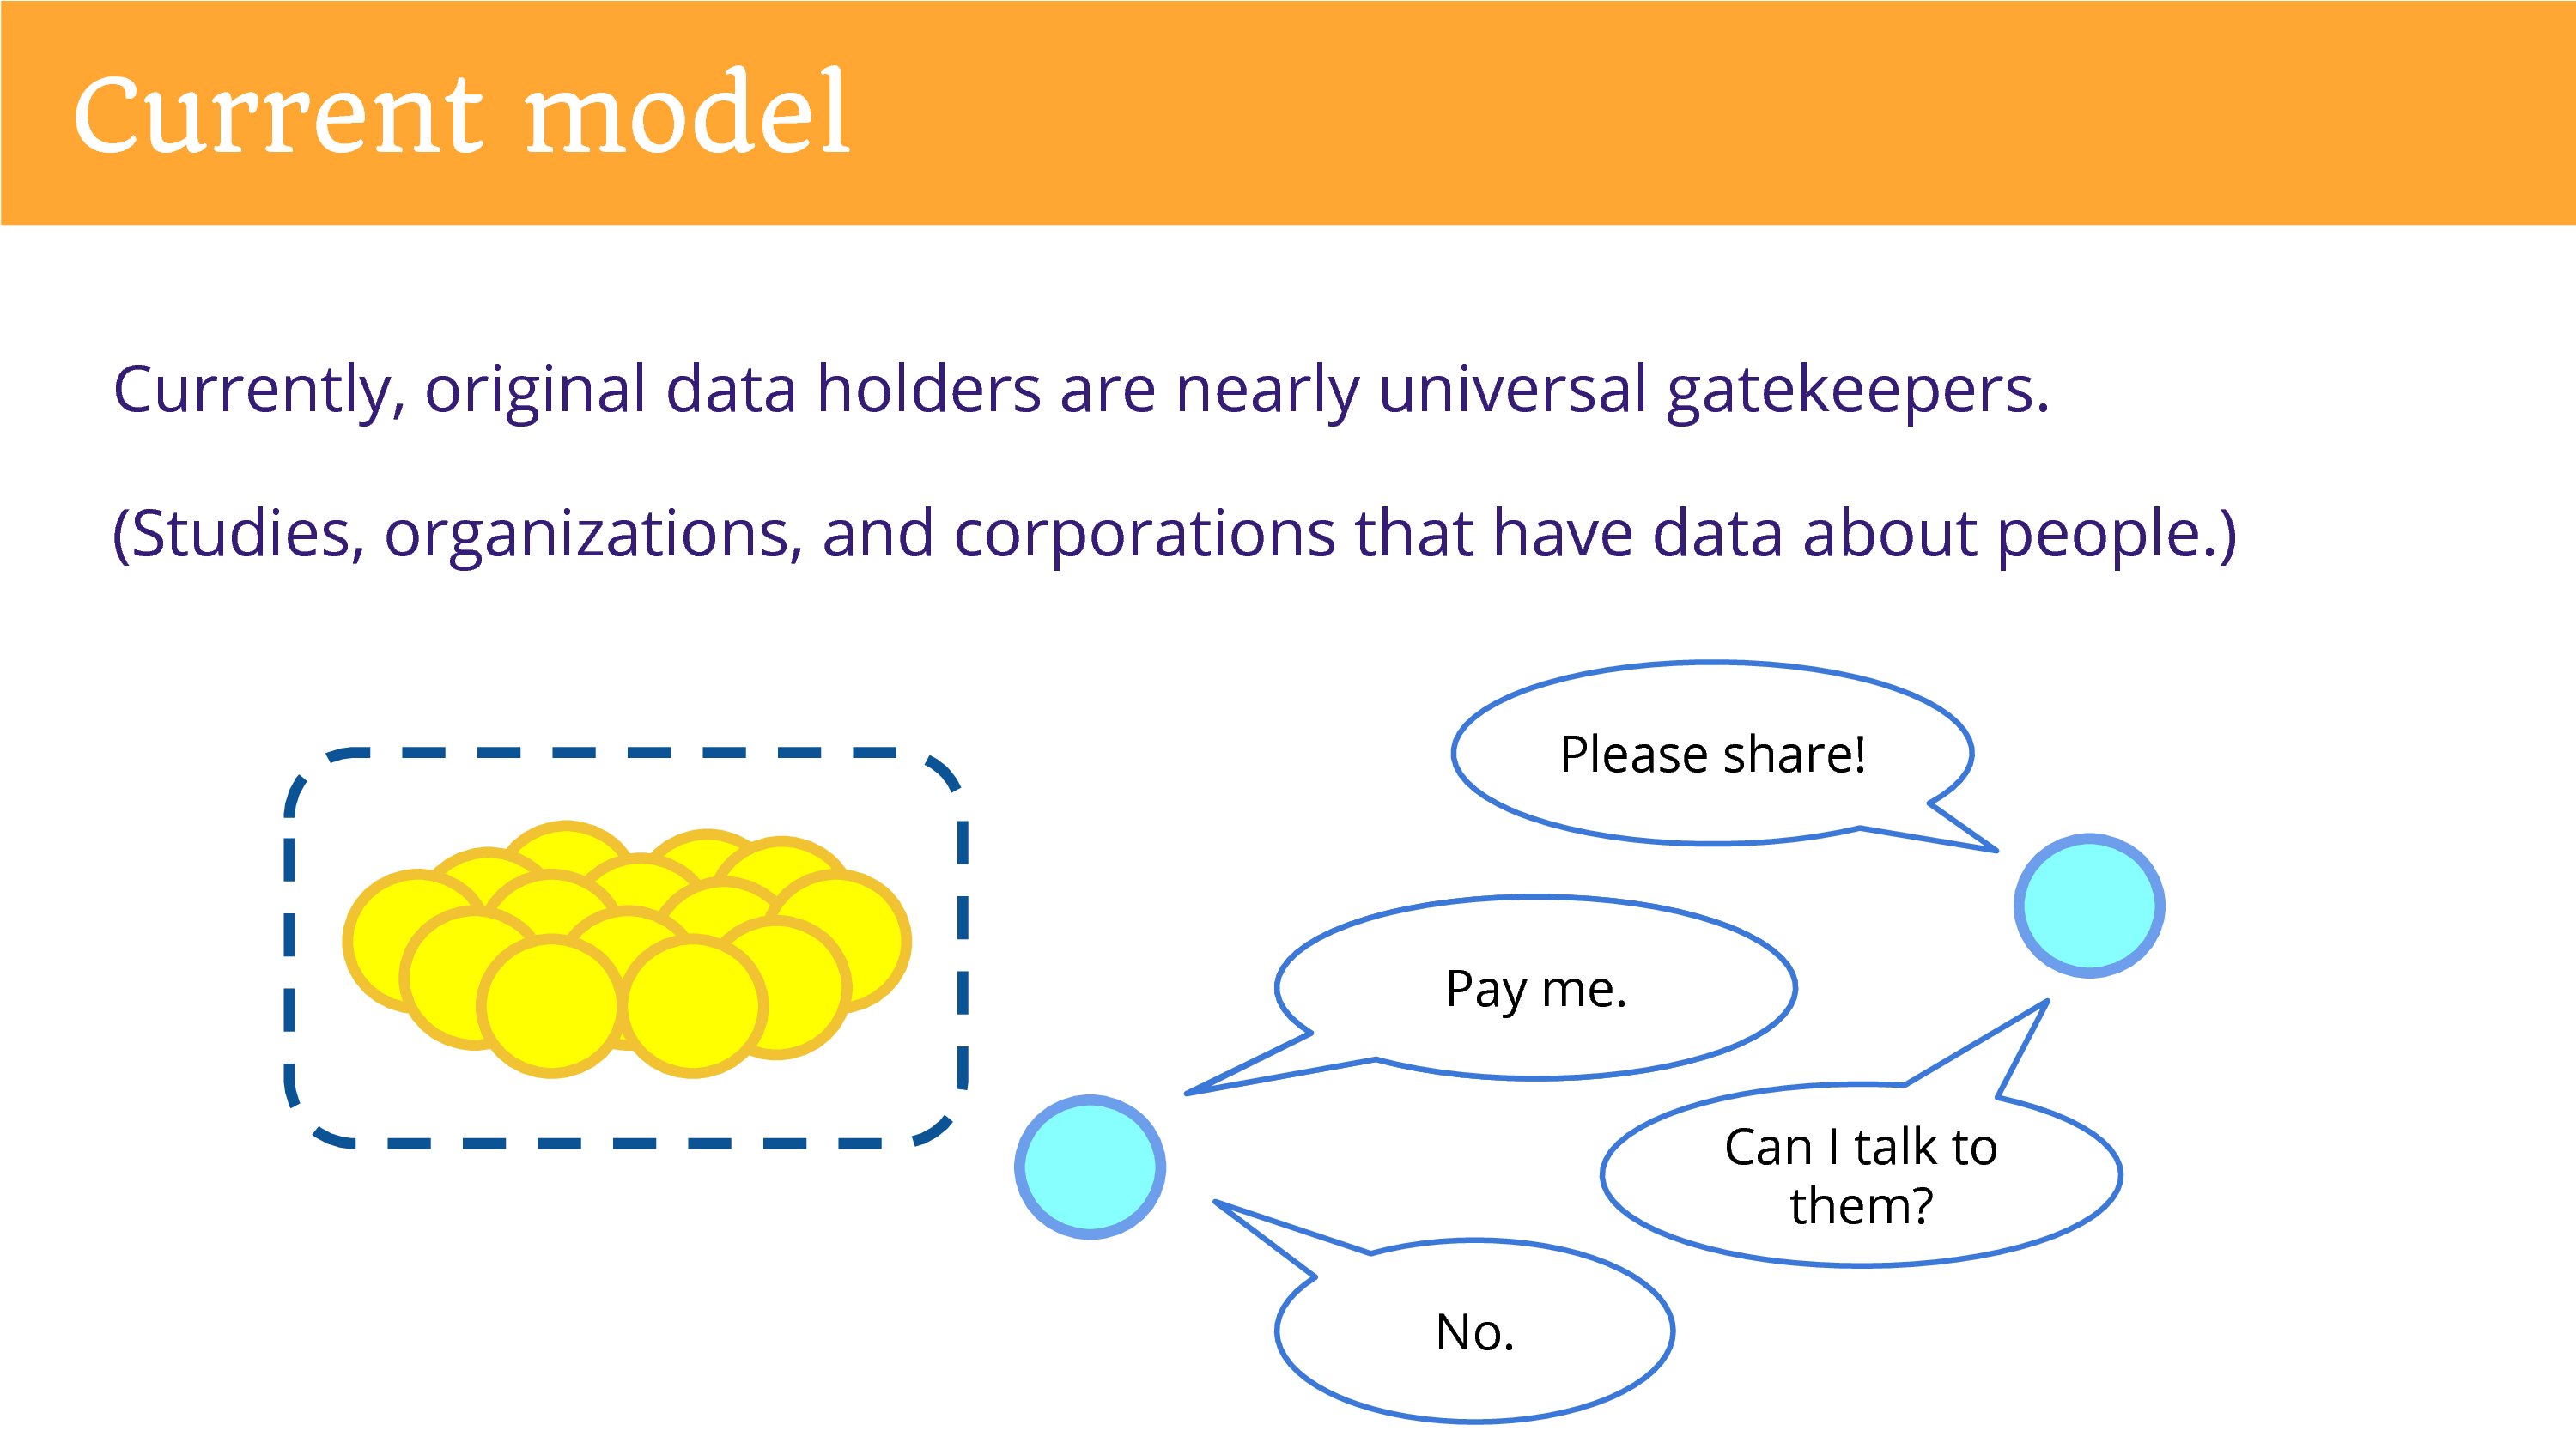 Current model
Currently, original data holders are nearly universal gatekeepers.
(Studies, organizations, and corporations that have data about people.)
Please share!
Pay me.
Can I talk to
them?
No.